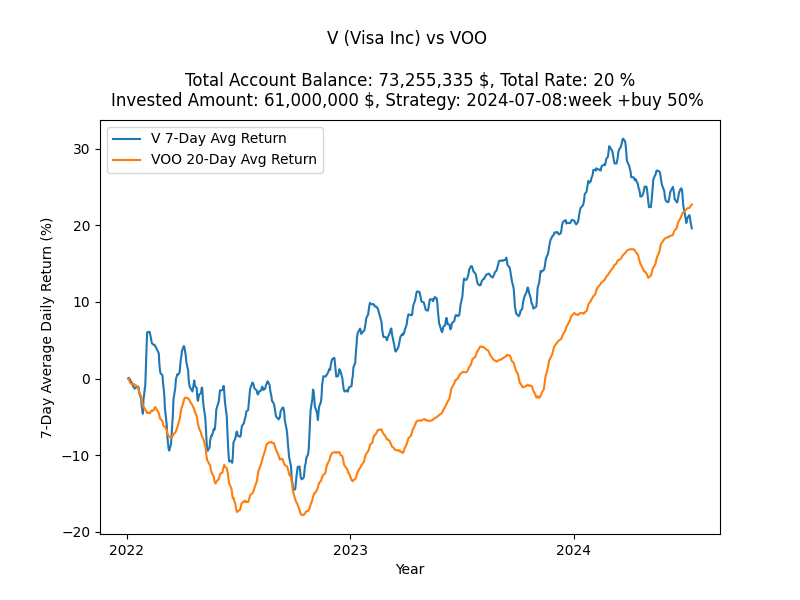 V (Visa Inc) vs VOO
Total Account Balance: 73,255,335 $, Total Rate: 20 %
Invested Amount: 61,000,000 $, Strategy: 2024-07-08:week +buy 50%
V 7-Day Avg Return
VOO 20-Day Avg Return
7-Day Average Daily Return (%)
30
20
10
0
−10
−20
2022
2023
2024
Year